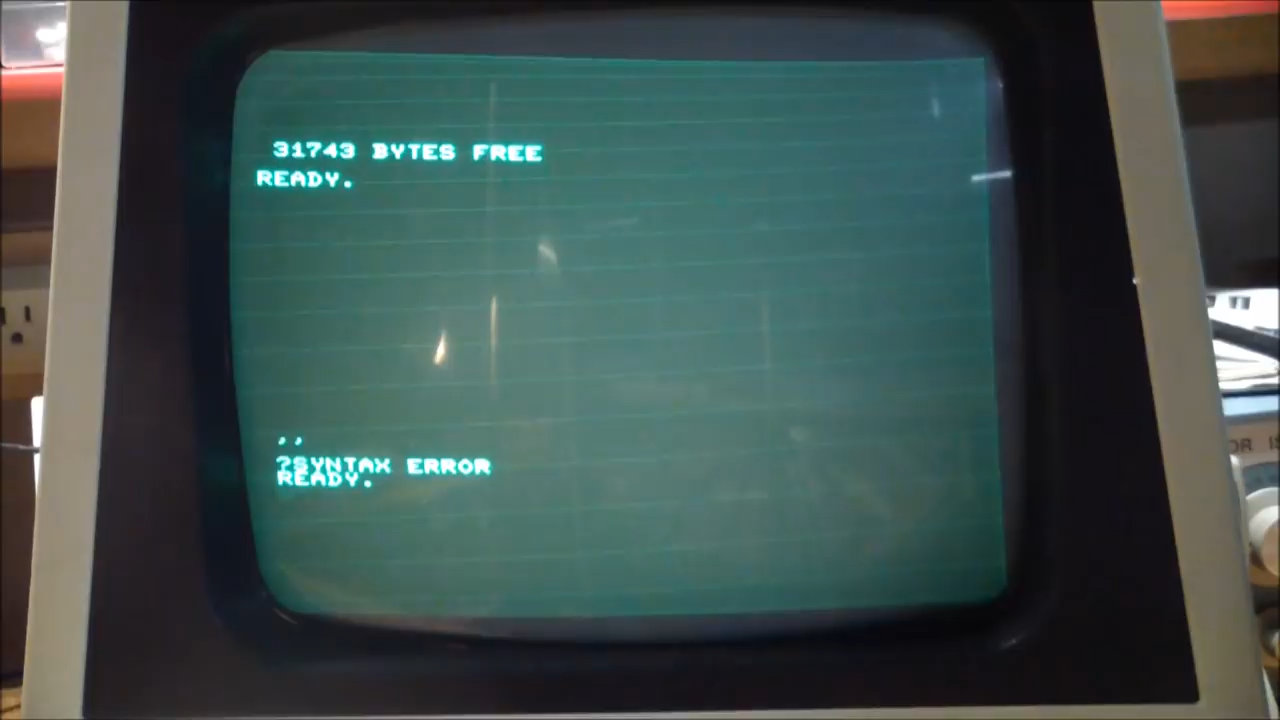 31743 BYTES FREE
READY.
,,
?SYNTAX ERROR
READY.